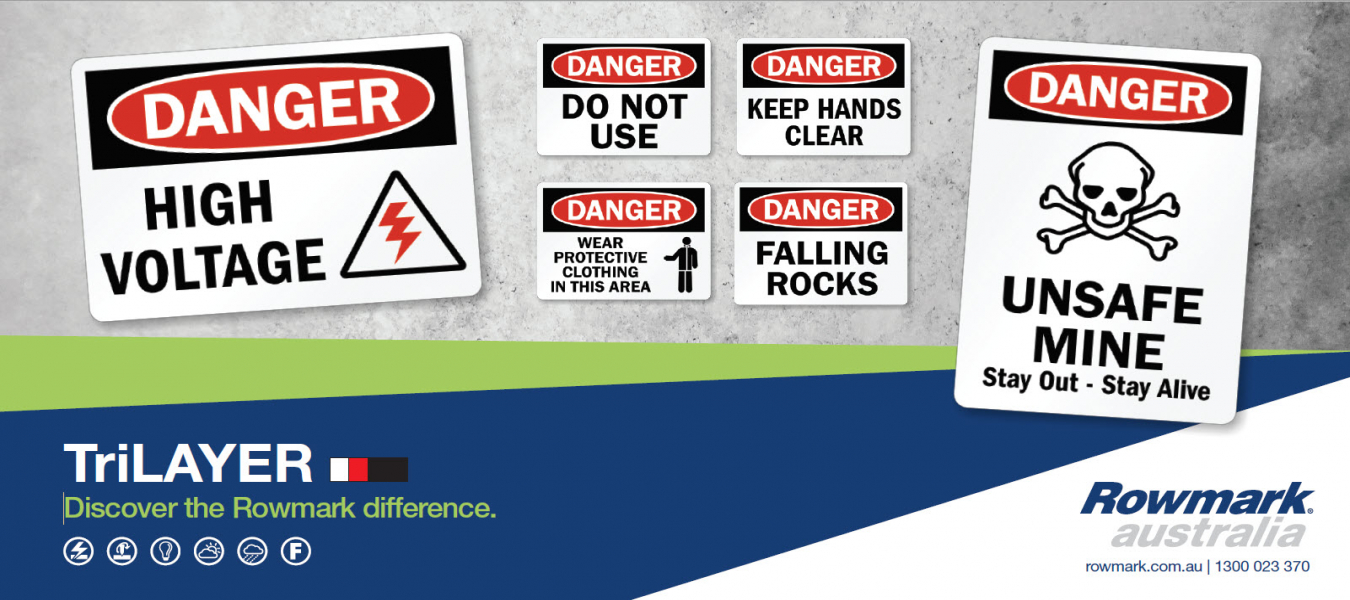 DANGER
HIGH
VOLTAGE
DANGER
DO NOT
USE
DANGER
KEEP HANDS
CLEAR
DANGER
WEAR
PROTECTIVE
CLOTHING
IN THIS AREA
DANGER
FALLING
ROCKS
DANGER
UNSAFE
MINE
Stay Out - Stay Alive
TriLAYER
Discover the Rowmark difference.
F
Rowmark®
australia
rowmark.com.au | 1300 023 370